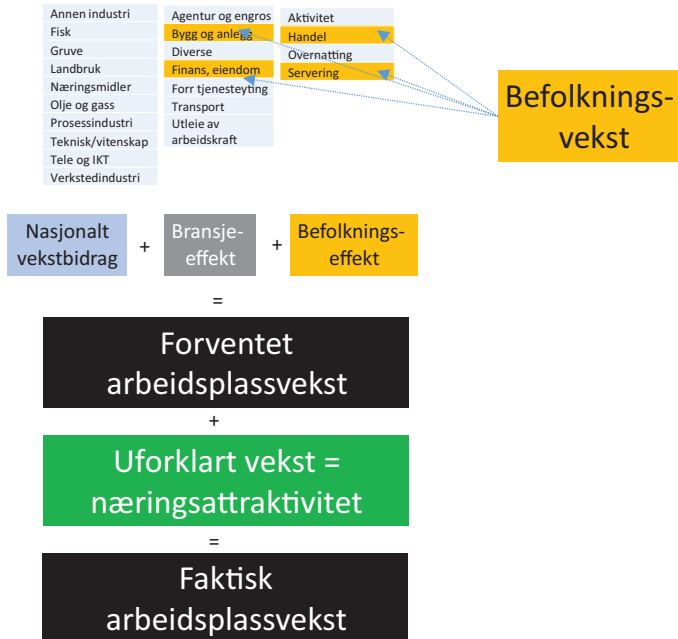 Annen industri
Fisk
Gruve
Landbruk
Næringsmidler
Olje og gass
Prosessindustri
Teknisk/vitenskap
Tele og IKT
Verkstedindustri
Agentur og engros
Bygg og anlegg
Diverse
Finans, eiendom
Forr tjenesteyting
Transport
Utleie av
arbeidskraft
Aktivitet
Handel
Overnatting
Servering
Befolknings-
vekst
Nasjonalt
vekstbidrag
+
Bransje-
effekt
+
Befolknings-
effekt
=
Forventet
arbeidsplassvekst
+
Uforklart vekst =
næringsattraktivitet
=
Faktisk
arbeidsplassvekst